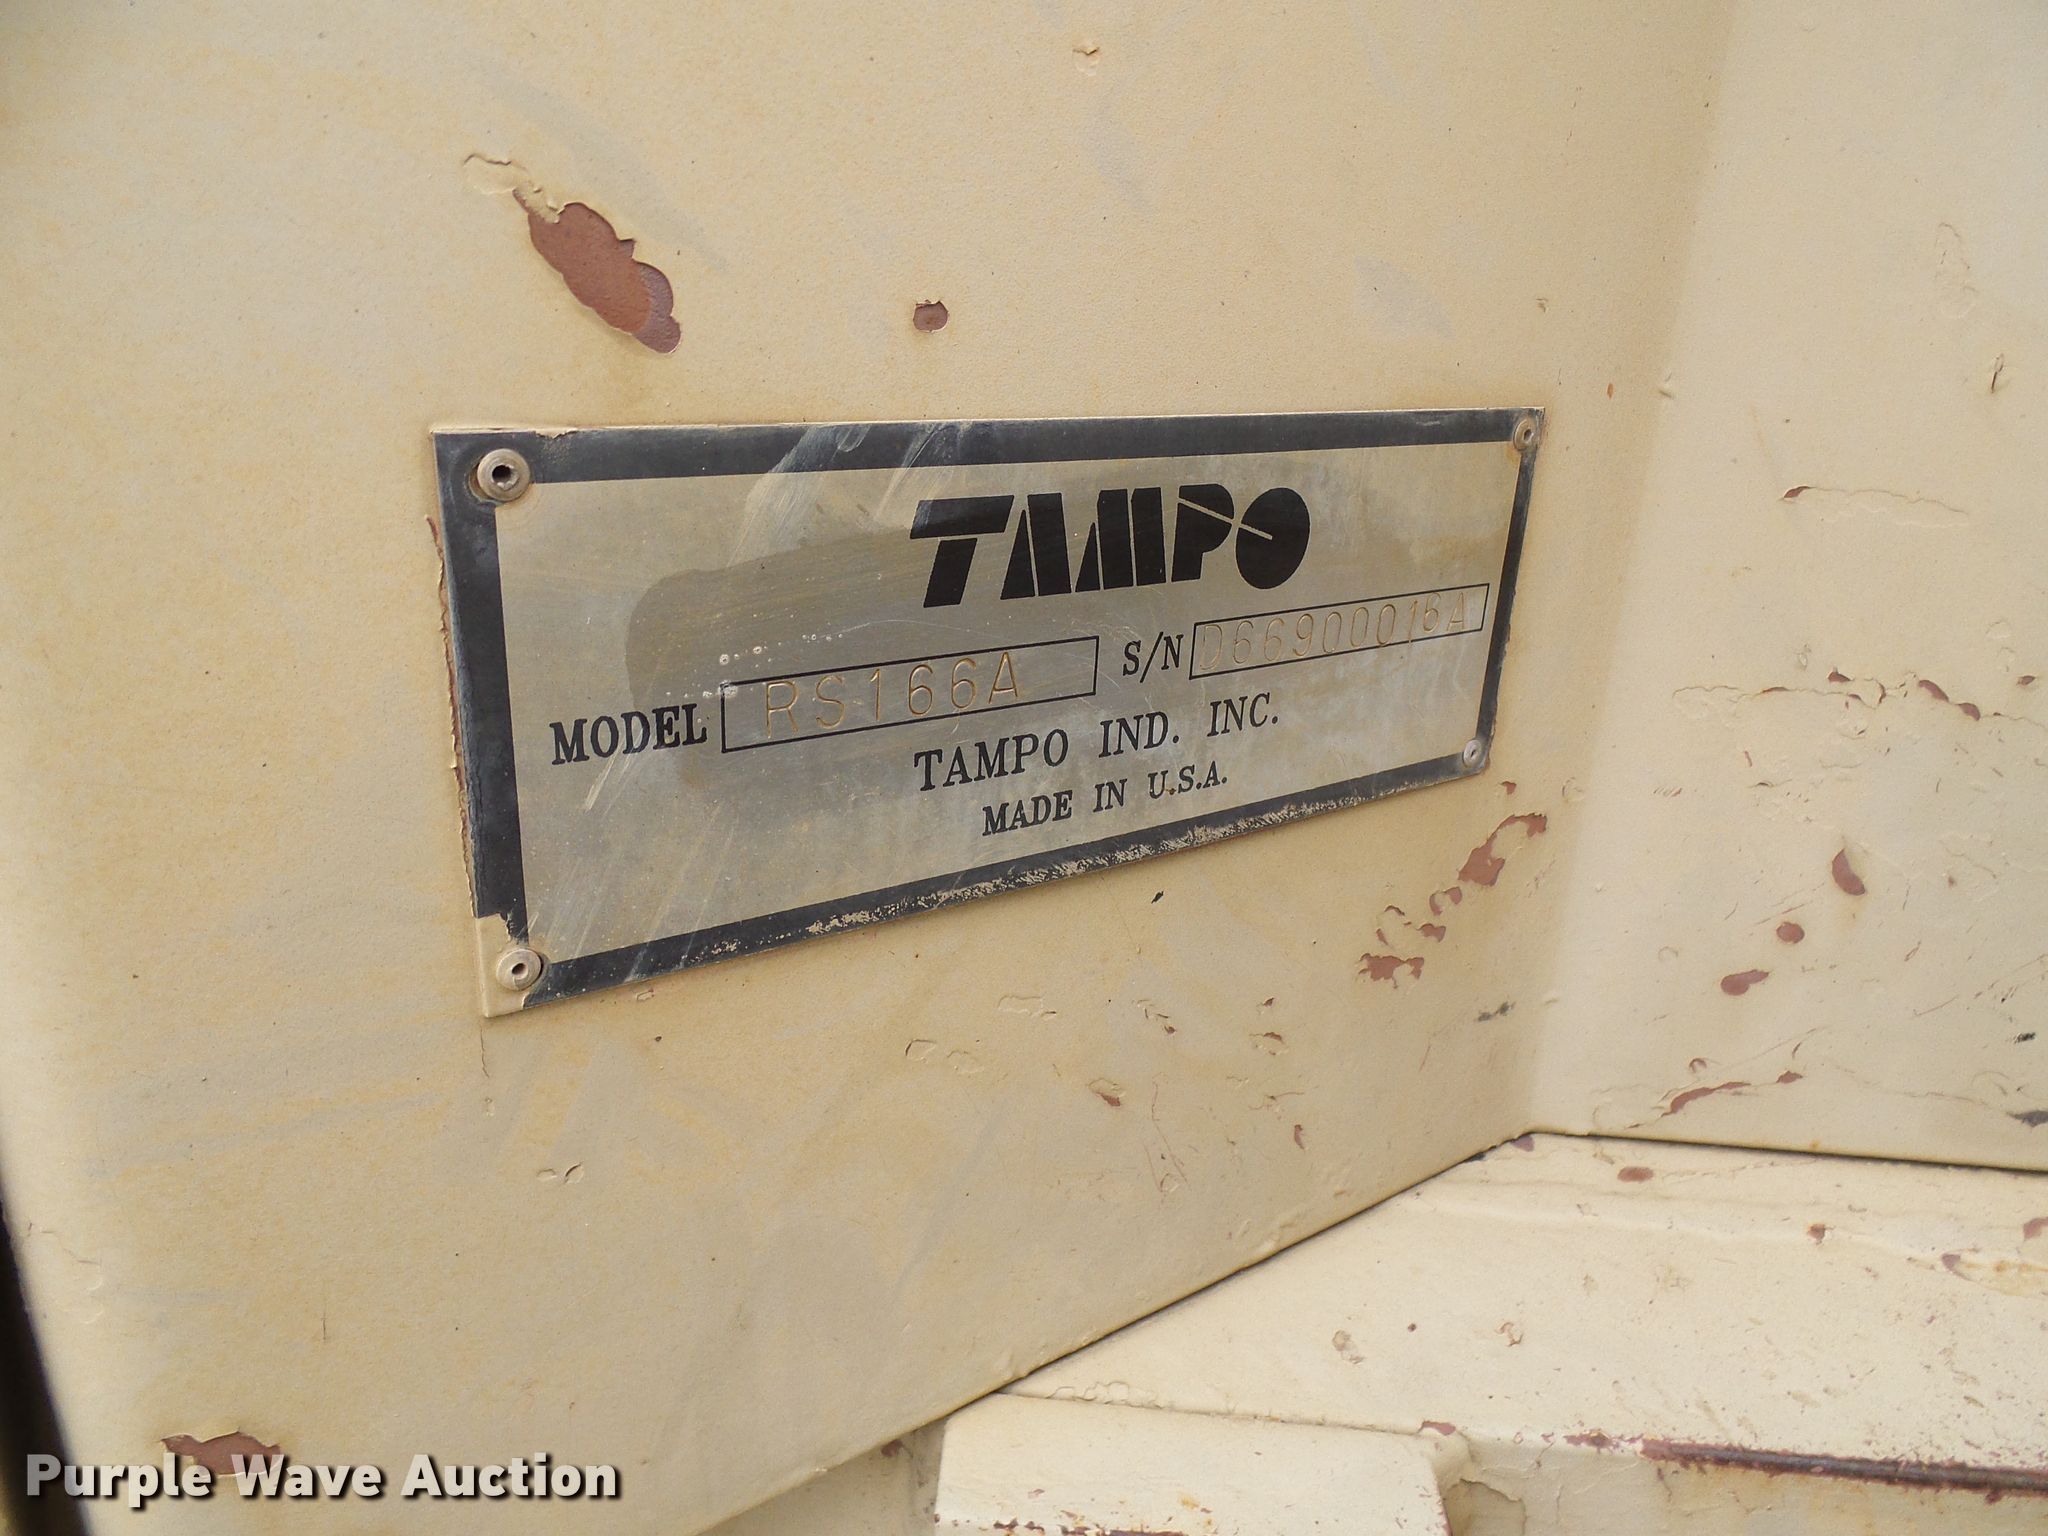 TAMPO
MODEL RS166A S/N D66900016A
TAMPO IND. INC.
MADE IN U.S.A.
Purple Wave Auction